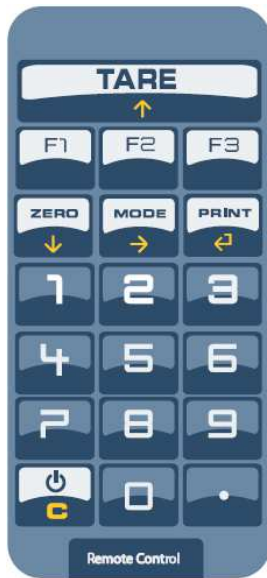 TARE
↑
F1 F2 F3
ZERO MODE PRINT
↓ → ↵
1 2 3
4 5 6
7 8 9
C 0 .
Remote Control